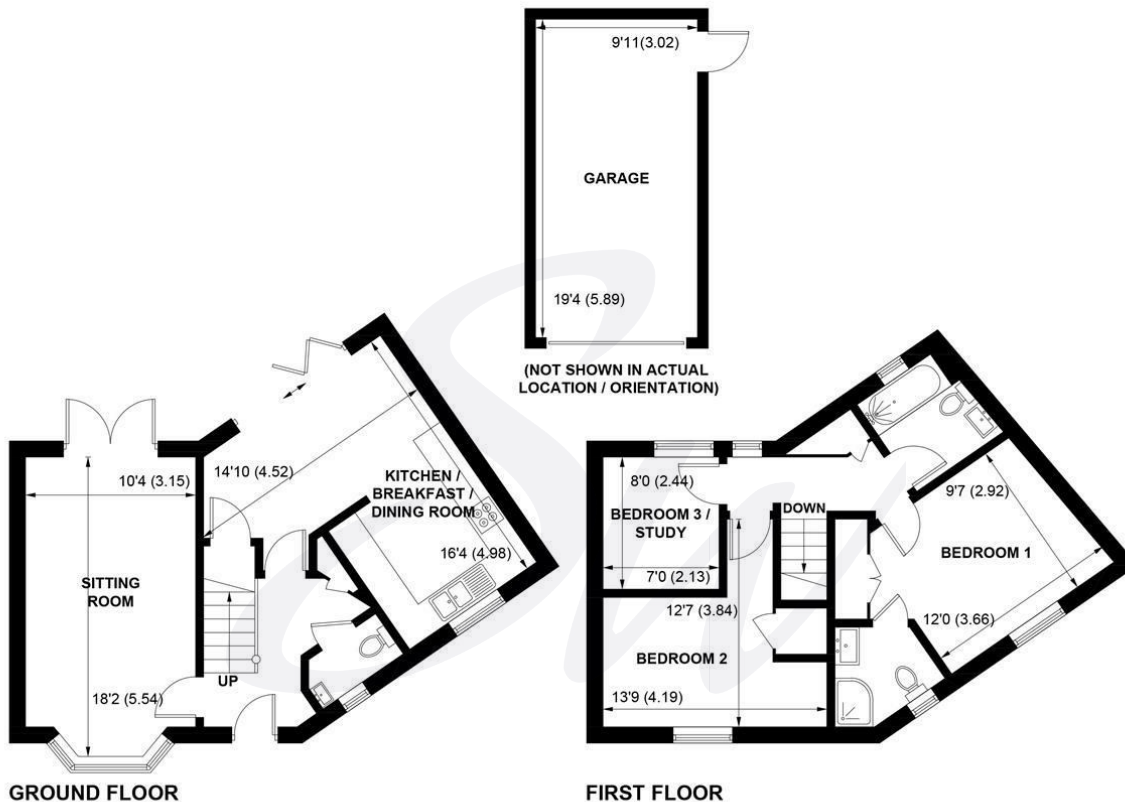 9'11(3.02)
GARAGE
19'4 (5.89)
(NOT SHOWN IN ACTUAL
LOCATION / ORIENTATION)
10'4 (3.15)
14'10 (4.52)
KITCHEN /
BREAKFAST /
DINING ROOM
16'4 (4.98)
SITTING
ROOM
UP
18'2 (5.54)
GROUND FLOOR
8'0 (2.44)
BEDROOM 3 /
STUDY
7'0 (2.13)
DOWN
9'7 (2.92)
BEDROOM 1
12'0 (3.66)
12'7 (3.84)
BEDROOM 2
13'9 (4.19)
FIRST FLOOR
Sw